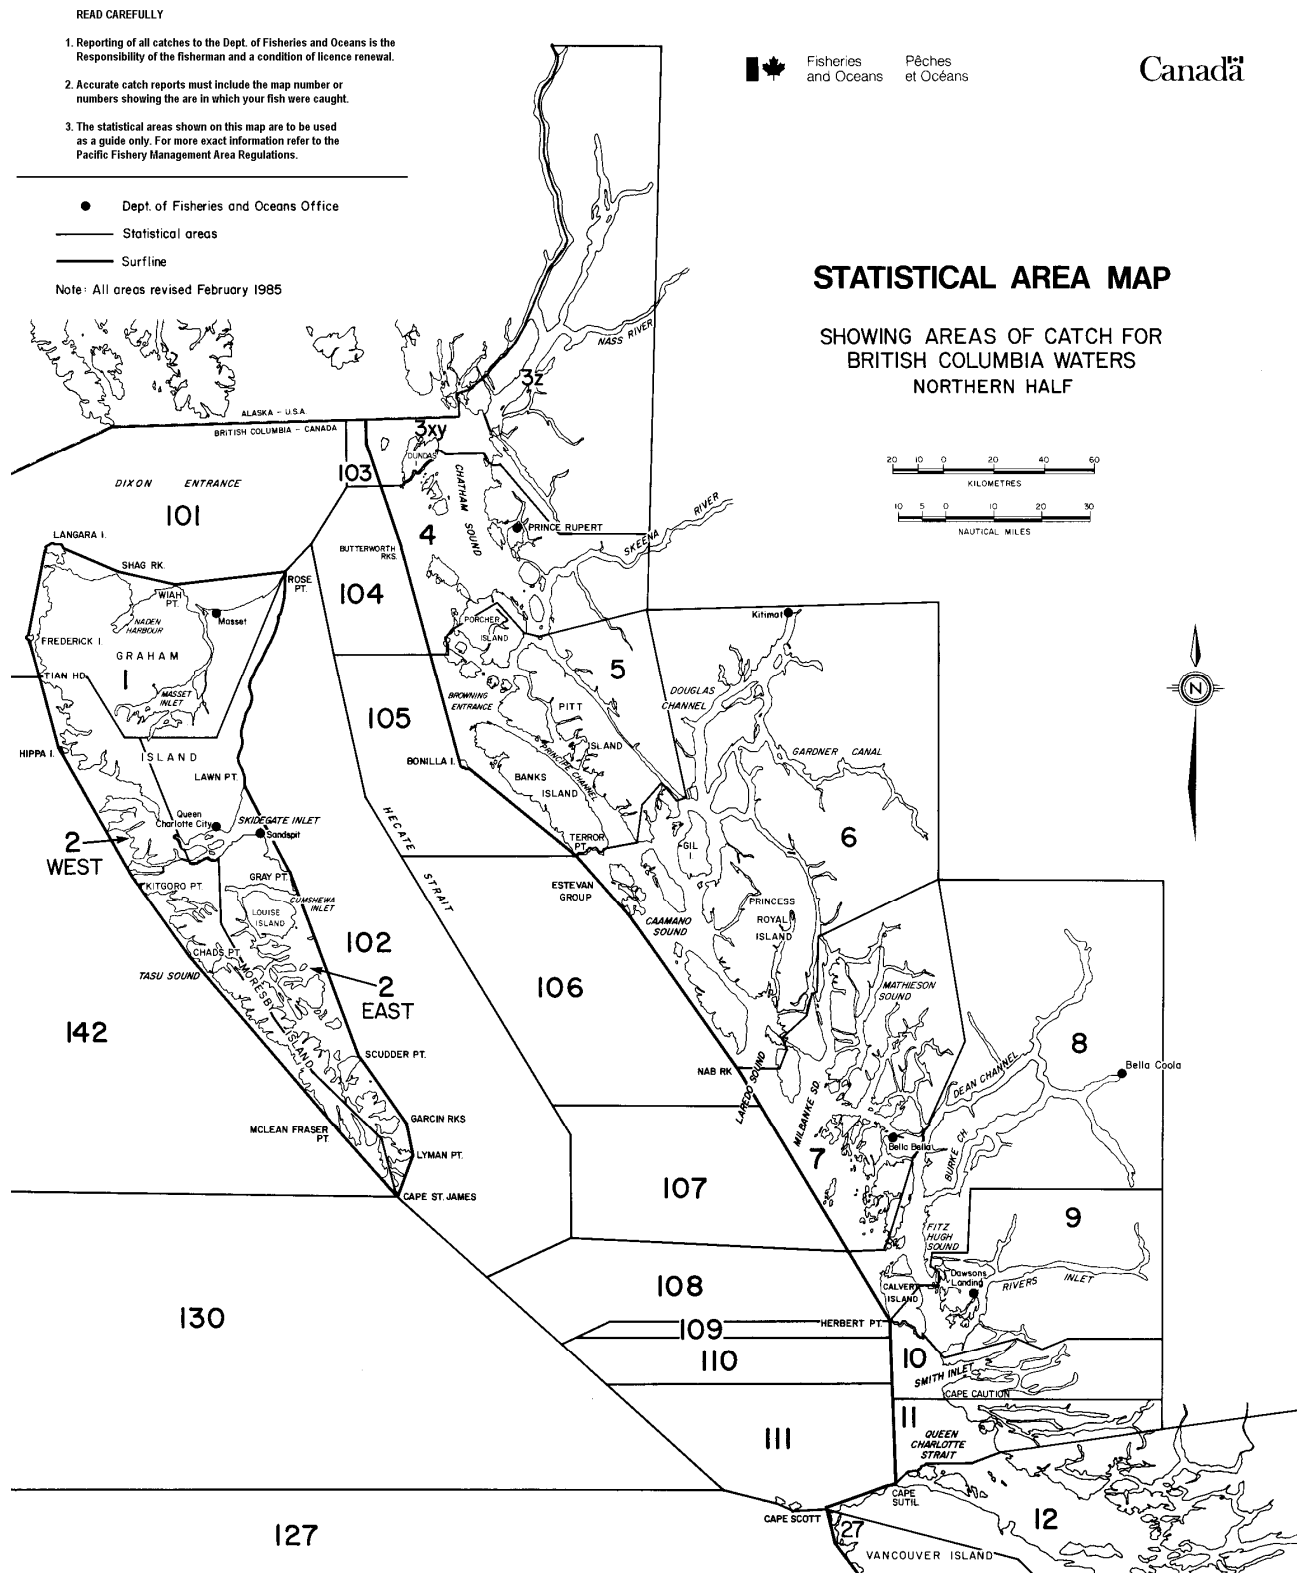 READ CAREFULLY
1. Reporting of all catches to the Dept. of Fisheries and Oceans is the
Responsibility of the fisherman and a condition of licence renewal.
2. Accurate catch reports must include the map number or
numbers showing the are in which your fish were caught.
3. The statistical areas shown on this map are to be used
as a guide only. For more exact information refer to the
Pacific Fishery Management Area Regulations.
Dept. of Fisheries and Oceans Office
Statistical areas
Surfline
Note: All areas revised February 1985
Fisheries
and Oceans
Pêches
et Océans
Canada
STATISTICAL AREA MAP
SHOWING AREAS OF CATCH FOR
BRITISH COLUMBIA WATERS
NORTHERN HALF
20 10 0 20 40 60
KILOMETRES
10 5 0 10 20 30
NAUTICAL MILES
N
NASS RIVER
3z
ALASKA - U.S.A.
BRITISH COLUMBIA - CANADA
3xy
DUNDAS
I.
103
CHATHAM SOUND
DIXON ENTRANCE
101
4
PRINCE RUPERT
SKEENA RIVER
LANGARA I.
SHAG RK.
BUTTERWORTH
RKS.
ROSE
PT.
WIAH
PT.
104
Masset
NADEN
HARBOUR
PORCHER
ISLAND
Kitimat
FREDERICK I.
GRAHAM
1
TIAN HD.
MASSET
INLET
5
DOUGLAS
CHANNEL
BROWNING
ENTRANCE
PITT
ISLAND
105
HIPPA I.
ISLAND
LAWN PT.
BONILLA I.
BANKS
ISLAND
PRINCIPE CHANNEL
GARDNER CANAL
Queen
Charlotte City
SKIDEGATE INLET
Sandspit
HECATE STRAIT
2
WEST
TERROR
PT.
GIL
I.
6
KITGORO PT.
GRAY PT.
CUMSHEWA
INLET
LOUISE
ISLAND
ESTEVAN
GROUP
CAAMANO
SOUND
PRINCESS
ROYAL
ISLAND
102
CHADS PT.
TASU SOUND
MORESBY ISLAND
2
EAST
106
MATHIESON
SOUND
142
8
SCUDDER PT.
NAB RK
LAREDO SOUND
DEAN CHANNEL
Bella Coola
MILBANKE SD.
GARCIN RKS
MCLEAN FRASER
PT.
LYMAN PT.
Bella Bella
BURKE CH.
7
107
CAPE ST. JAMES
9
FITZ
HUGH
SOUND
Dawsons
Landing
RIVERS INLET
108
CALVERT
ISLAND
130
109
HERBERT PT.
110
10
SMITH INLET
CAPE CAUTION
11
111
QUEEN
CHARLOTTE
STRAIT
CAPE
SUTIL
CAPE SCOTT
127
27
12
VANCOUVER ISLAND